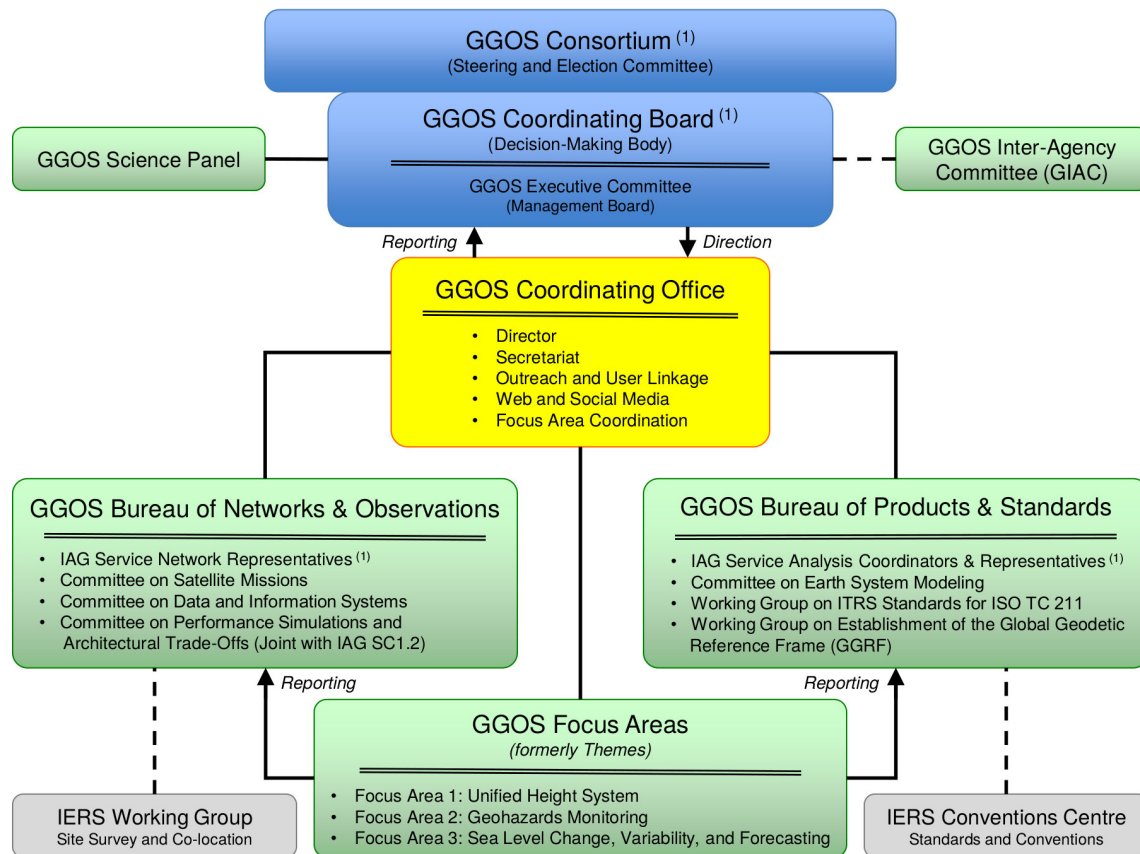 GGOS Consortium (1)
(Steering and Election Committee)
GGOS Coordinating Board (1)
(Decision-Making Body)
GGOS Executive Committee
(Management Board)
GGOS Science Panel
GGOS Inter-Agency
Committee (GIAC)
Reporting
Direction
GGOS Coordinating Office
• Director
• Secretariat
• Outreach and User Linkage
• Web and Social Media
• Focus Area Coordination
GGOS Bureau of Networks & Observations
• IAG Service Network Representatives (1)
• Committee on Satellite Missions
• Committee on Data and Information Systems
• Committee on Performance Simulations and
Architectural Trade-Offs (Joint with IAG SC1.2)
GGOS Bureau of Products & Standards
• IAG Service Analysis Coordinators & Representatives (1)
• Committee on Earth System Modeling
• Working Group on ITRS Standards for ISO TC 211
• Working Group on Establishment of the Global Geodetic
Reference Frame (GGRF)
Reporting
Reporting
GGOS Focus Areas
(formerly Themes)
• Focus Area 1: Unified Height System
• Focus Area 2: Geohazards Monitoring
• Focus Area 3: Sea Level Change, Variability, and Forecasting
IERS Working Group
Site Survey and Co-location
IERS Conventions Centre
Standards and Conventions